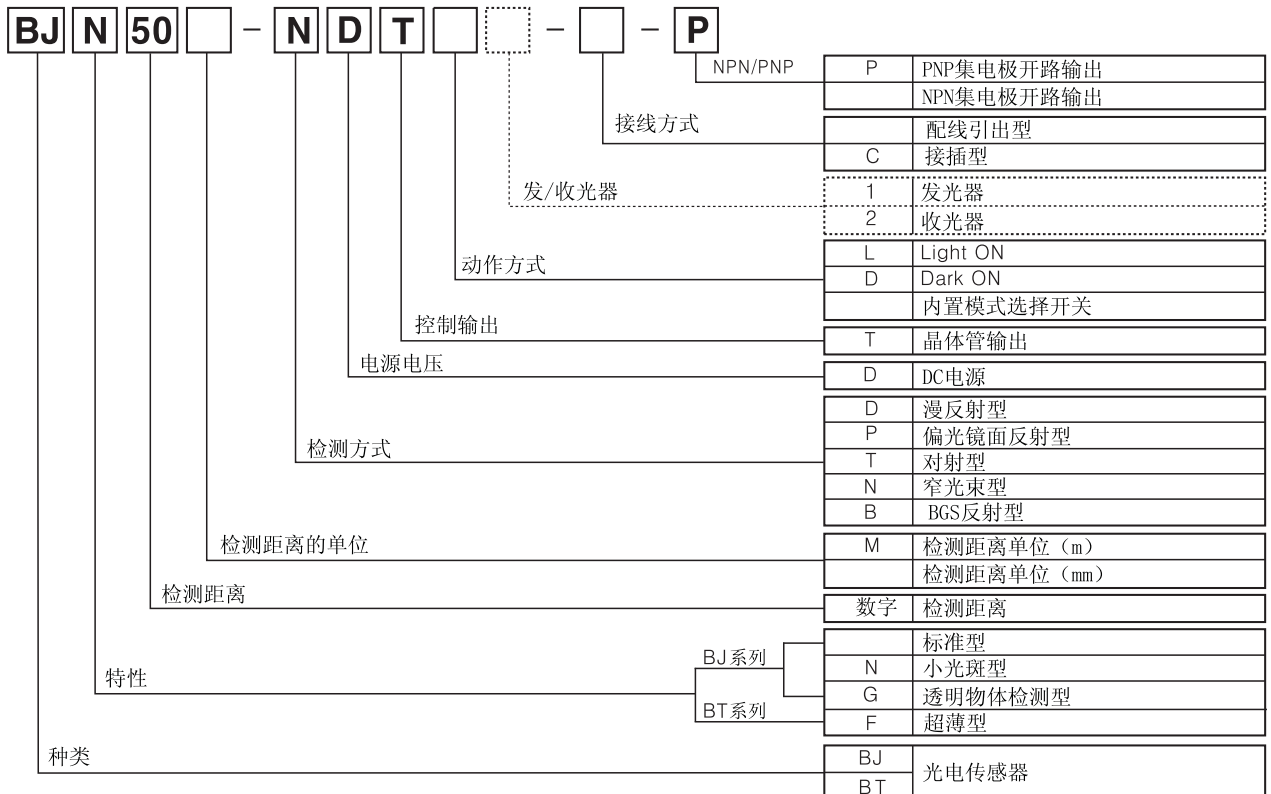 BJ N 50 - N D T - - P
NPN/PNP
P PNP集电极开路输出
NPN集电极开路输出
接线方式
配线引出型
C 接插型
发/收光器
1 发光器
2 收光器
动作方式
L Light ON
D Dark ON
内置模式选择开关
控制输出
T 晶体管输出
电源电压
D DC电源
检测方式
D 漫反射型
P 偏光镜面反射型
T 对射型
N 窄光束型
B BGS反射型
检测距离的单位
M 检测距离单位（m）
检测距离单位（mm）
检测距离
数字 检测距离
特性
BJ系列
标准型
N 小光斑型
G 透明物体检测型
BT系列
F 超薄型
种类
BJ
光电传感器
BT